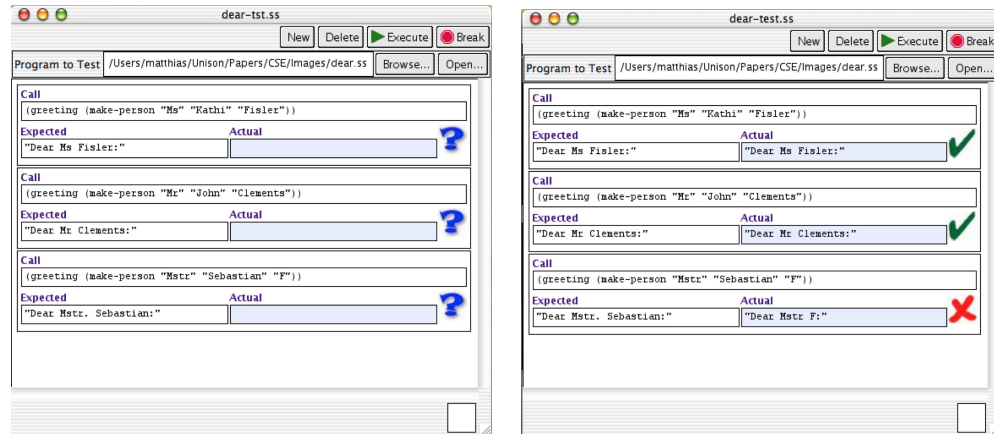 dear-tst.ss
New Delete Execute Break
Program to Test /Users/matthias/Unison/Papers/CSE/Images/dear.ss Browse... Open...
Call
(greeting (make-person "Ms" "Kathi" "Fisler"))
Expected Actual
"Dear Ms Fisler:"
Call
(greeting (make-person "Mr" "John" "Clements"))
Expected Actual
"Dear Mr Clements:"
Call
(greeting (make-person "Mstr" "Sebastian" "F"))
Expected Actual
"Dear Mstr. Sebastian:"
dear-test.ss
New Delete Execute Break
Program to Test /Users/matthias/Unison/Papers/CSE/Images/dear.ss Browse... Open...
Call
(greeting (make-person "Ms" "Kathi" "Fisler"))
Expected Actual
"Dear Ms Fisler:" "Dear Ms Fisler:"
Call
(greeting (make-person "Mr" "John" "Clements"))
Expected Actual
"Dear Mr Clements:" "Dear Mr Clements:"
Call
(greeting (make-person "Mstr" "Sebastian" "F"))
Expected Actual
"Dear Mstr. Sebastian:" "Dear Mstr F:"